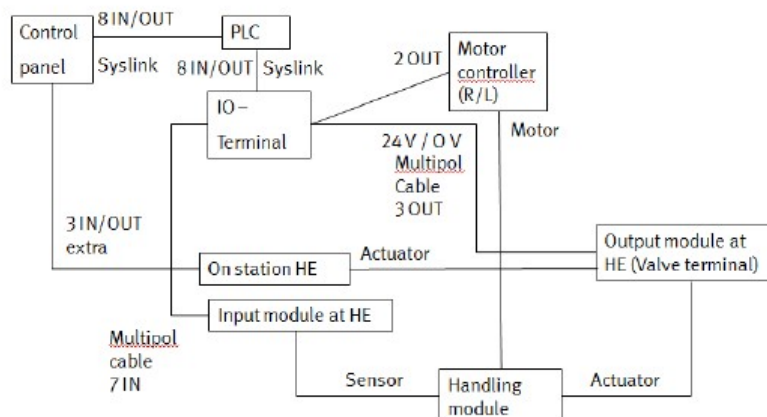 8 IN/OUT
Control
panel
Syslink
PLC
8 IN/OUT
Syslink
2 OUT
Motor
controller
(R/L)
IO –
Terminal
Motor
24 V / 0 V
Multipol
Cable
3 OUT
3 IN/OUT
extra
On station HE
Actuator
Output module at
HE (Valve terminal)
Input module at HE
Multipol
cable
7 IN
Sensor
Handling
module
Actuator